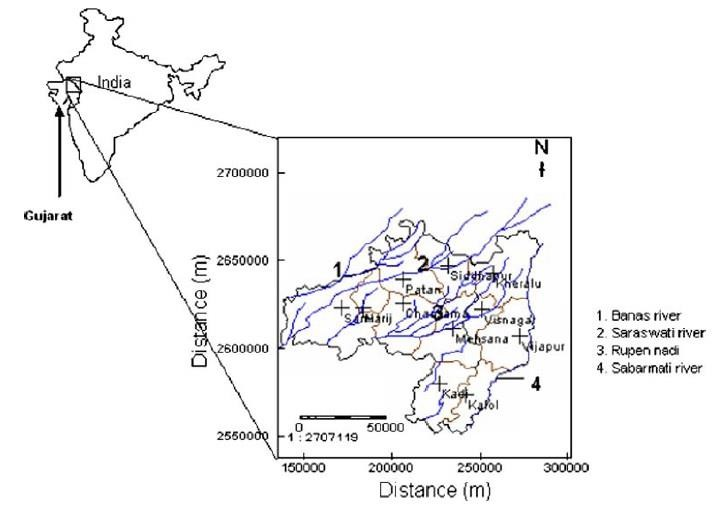 India
Gujarat
N
2700000
2650000
2600000
2550000
Distance (m)
1
2
3
4
Siddhapur
Kheralu
Patan
Harij
Chanasma
Visnagar
Mehsana
Vijapur
Kadi
Kalol
0
50000
1 : 2707119
150000
200000
250000
300000
Distance (m)
1. Banas river
2. Saraswati river
3. Rupen nadi
4. Sabarmati river